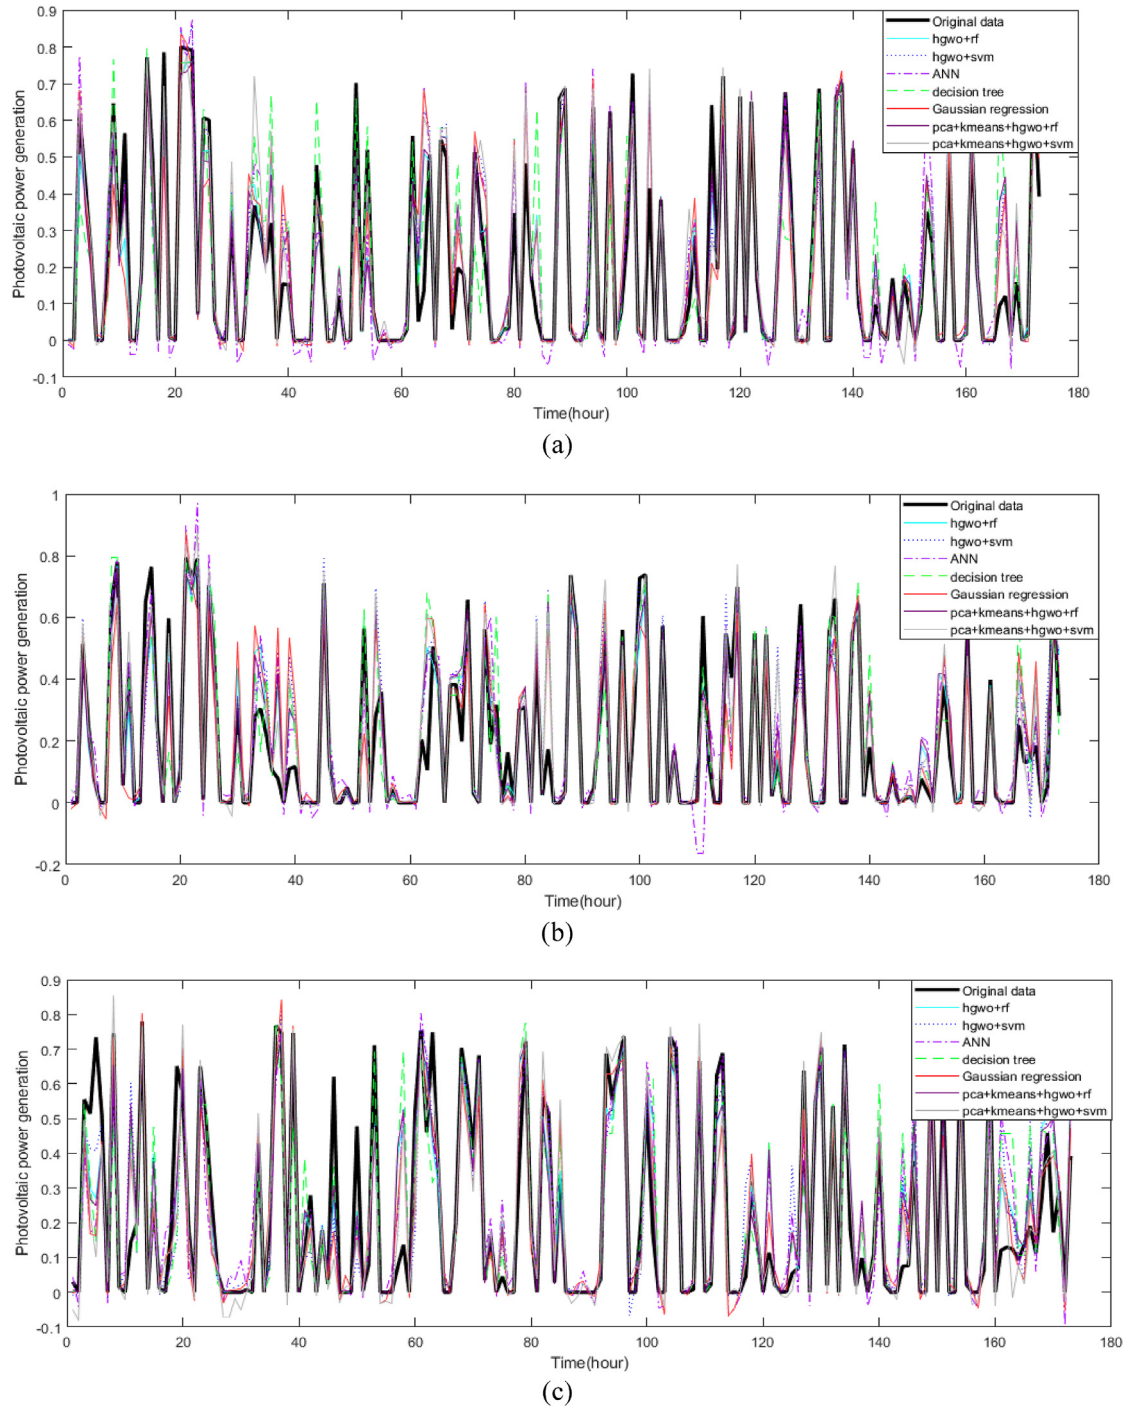 0.9
0.8
0.7
0.6
0.5
0.4
0.3
0.2
0.1
0
-0.1
Photovoltaic power generation
0 20 40 60 80 100 120 140 160 180
Time(hour)
Original data
hgwo+rf
hgwo+svm
ANN
decision tree
Gaussian regression
pca+kmeans+hgwo+rf
pca+kmeans+hgwo+svm
(a)
1
0.8
0.6
0.4
0.2
0
-0.2
Photovoltaic power generation
0 20 40 60 80 100 120 140 160 180
Time(hour)
Original data
hgwo+rf
hgwo+svm
ANN
decision tree
Gaussian regression
pca+kmeans+hgwo+rf
pca+kmeans+hgwo+svm
(b)
0.9
0.8
0.7
0.6
0.5
0.4
0.3
0.2
0.1
0
-0.1
Photovoltaic power generation
0 20 40 60 80 100 120 140 160 180
Time(hour)
Original data
hgwo+rf
hgwo+svm
ANN
decision tree
Gaussian regression
pca+kmeans+hgwo+rf
pca+kmeans+hgwo+svm
(c)